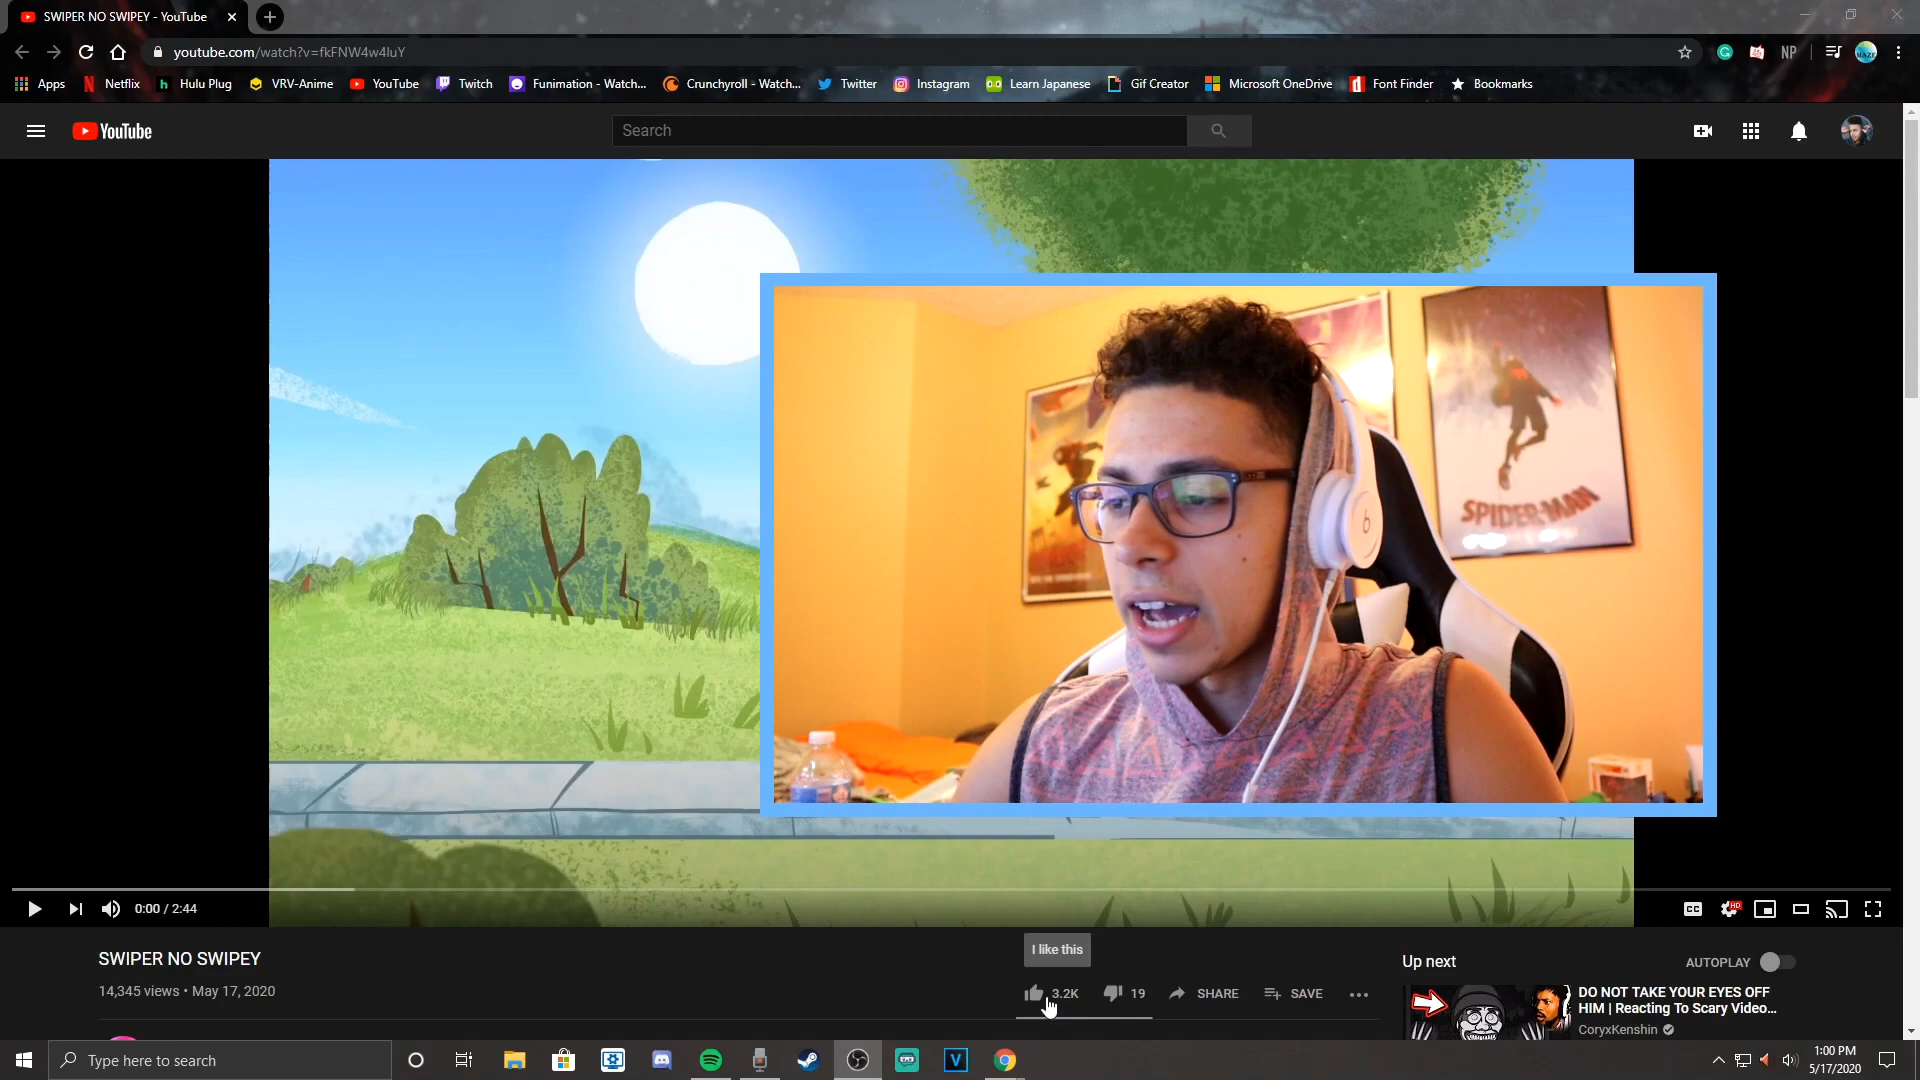 SWIPER NO SWIPEY - YouTube
youtube.com/watch?v=fkFNW4w4IuY
NP
Apps Netflix Hulu Plug VRV-Anime YouTube Twitch Funimation - Watch... Crunchyroll - Watch... Twitter Instagram Learn Japanese Gif Creator Microsoft OneDrive Font Finder Bookmarks
YouTube
Search
SPIDER-MAN
0:00 / 2:44
CC
HD
SWIPER NO SWIPEY
I like this
Up next
AUTOPLAY
14,345 views • May 17, 2020
3.2K 19 SHARE SAVE
DO NOT TAKE YOUR EYES OFF
HIM | Reacting To Scary Video...
CoryxKenshin
Type here to search
1:00 PM
5/17/2020